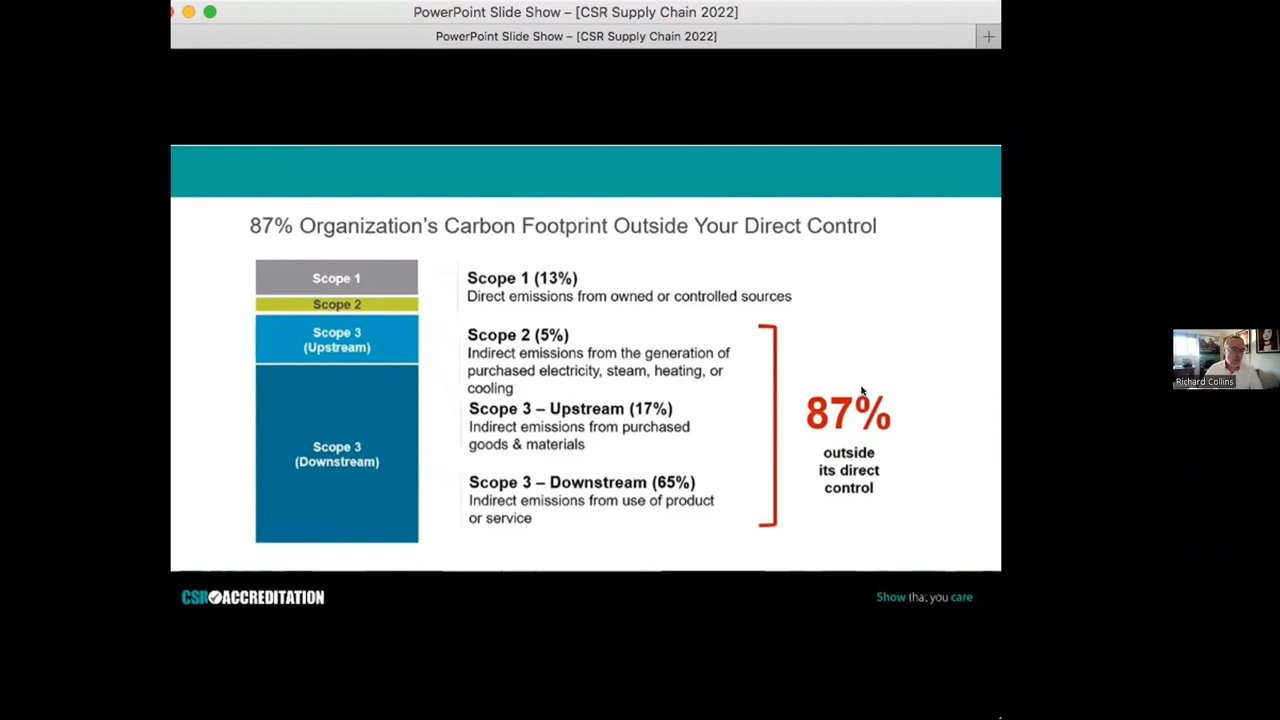 PowerPoint Slide Show – [CSR Supply Chain 2022]
PowerPoint Slide Show – [CSR Supply Chain 2022]
87% Organization's Carbon Footprint Outside Your Direct Control
Scope 1
Scope 2
Scope 3
(Upstream)
Scope 3
(Downstream)
Scope 1 (13%)
Direct emissions from owned or controlled sources
Scope 2 (5%)
Indirect emissions from the generation of
purchased electricity, steam, heating, or
cooling
Scope 3 – Upstream (17%)
Indirect emissions from purchased
goods & materials
Scope 3 – Downstream (65%)
Indirect emissions from use of product
or service
87%
outside
its direct
control
CSR ACCREDITATION
Show that you care
Richard Collins